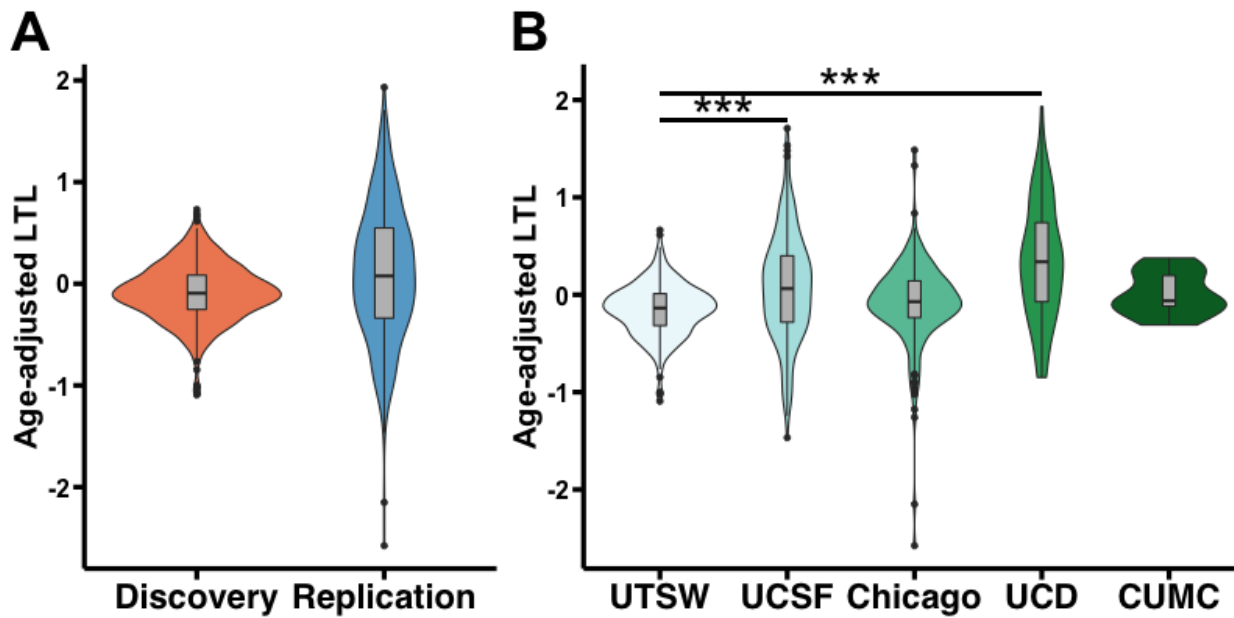 A
Age-adjusted LTL
2
1
0
-1
-2
Discovery Replication
B
Age-adjusted LTL
2
1
0
-1
-2
***
***
UTSW UCSF Chicago UCD CUMC